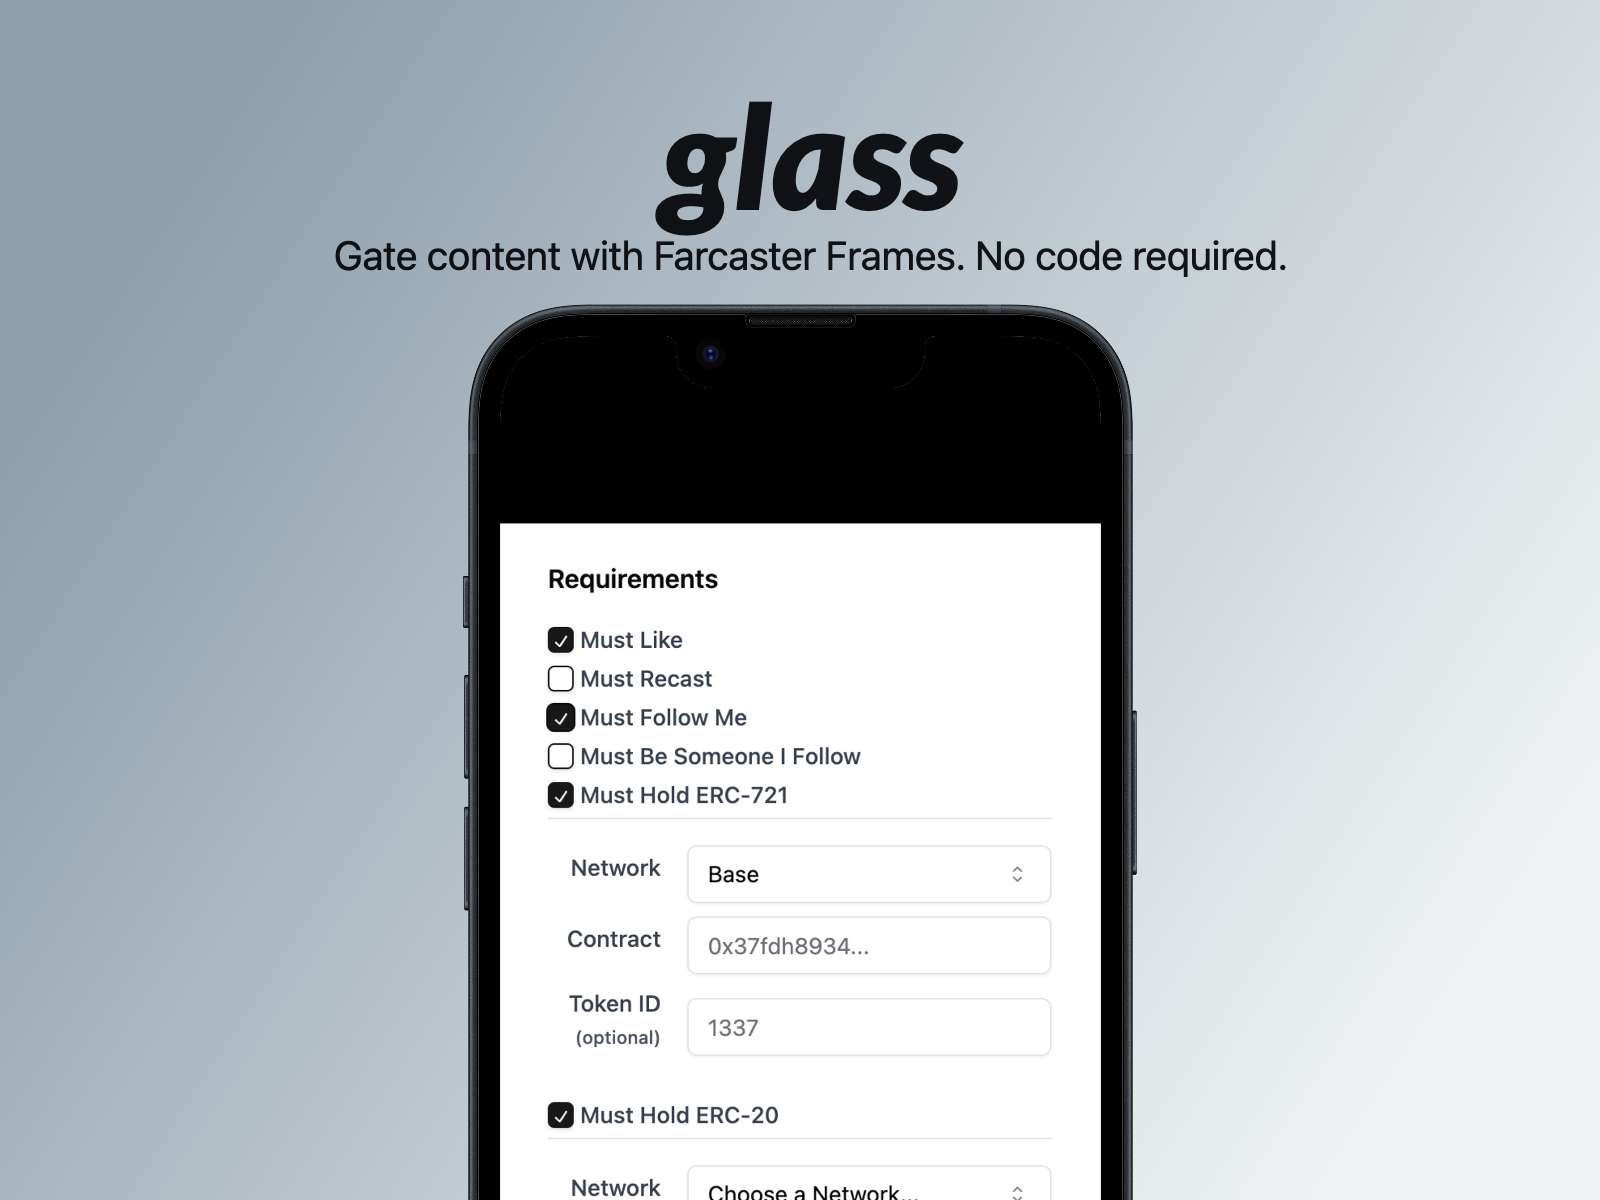 glass
Gate content with Farcaster Frames. No code required.
Requirements
Must Like
Must Recast
Must Follow Me
Must Be Someone I Follow
Must Hold ERC-721
Network
Base
Contract
0x37fdh8934...
Token ID
(optional)
1337
Must Hold ERC-20
Network
Choose a Network...